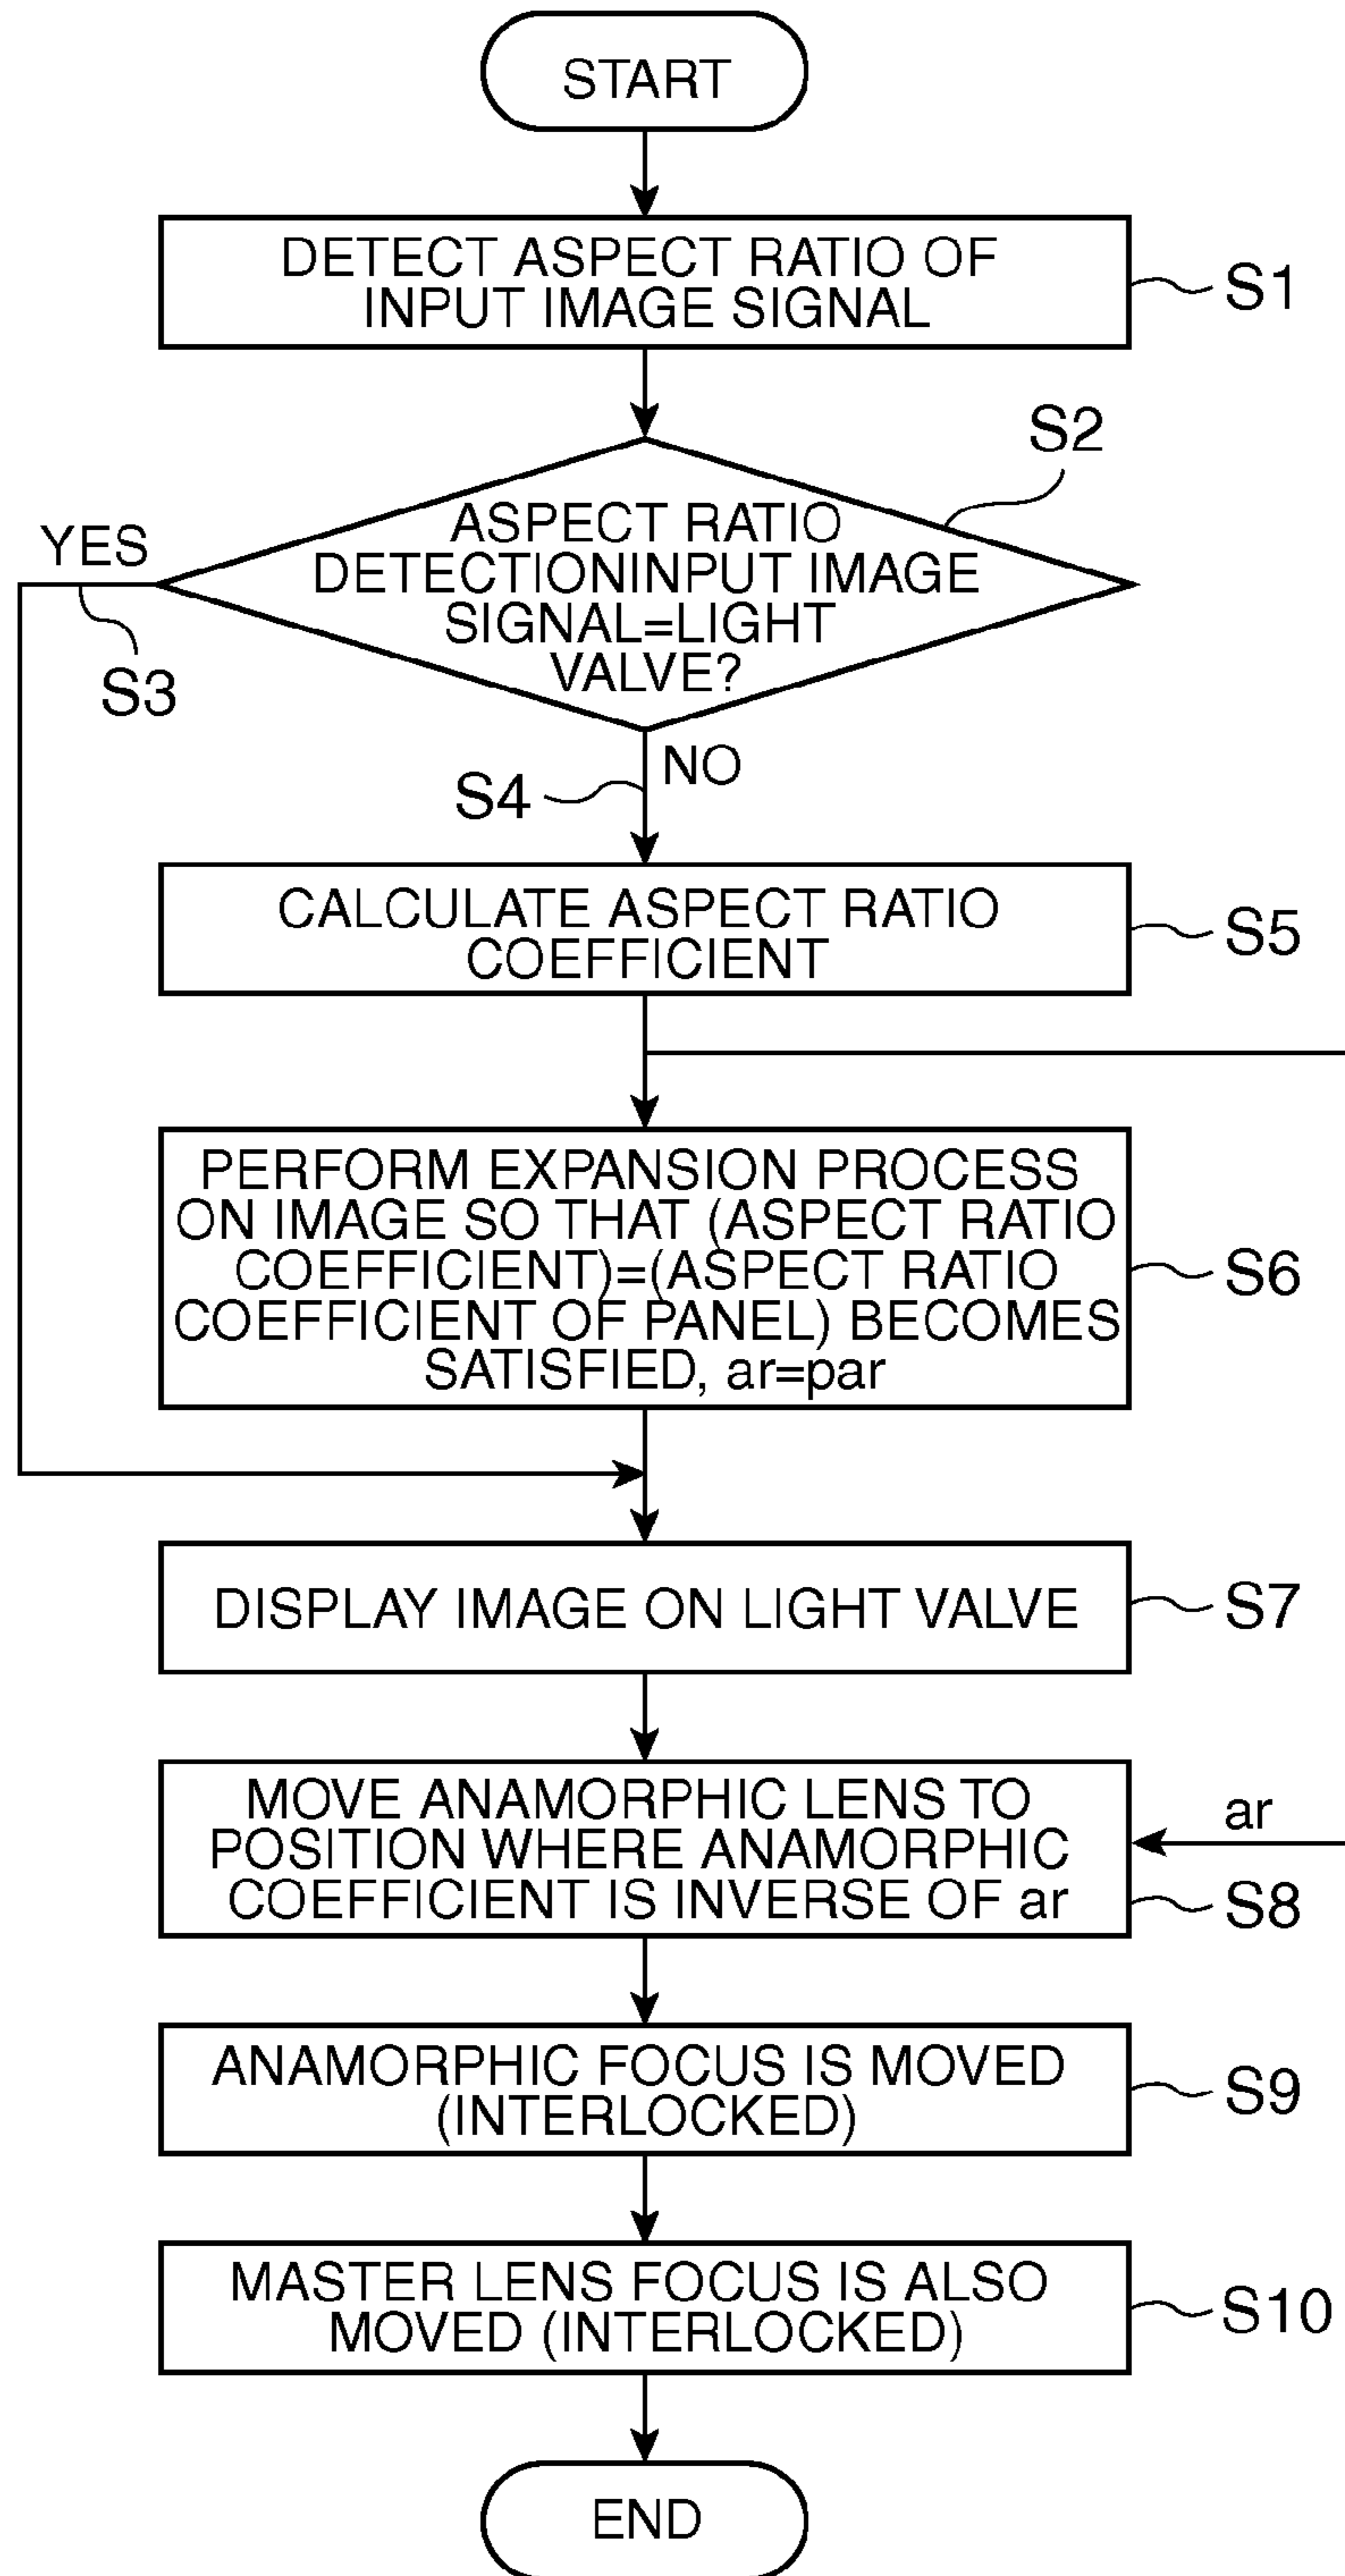 START
DETECT ASPECT RATIO OF
INPUT IMAGE SIGNAL
S1
S2
ASPECT RATIO
DETECTIONINPUT IMAGE
SIGNAL=LIGHT
VALVE?
YES
S3
NO
S4
CALCULATE ASPECT RATIO
COEFFICIENT
S5
PERFORM EXPANSION PROCESS
ON IMAGE SO THAT (ASPECT RATIO
COEFFICIENT)=(ASPECT RATIO
COEFFICIENT OF PANEL) BECOMES
SATISFIED, ar=par
S6
DISPLAY IMAGE ON LIGHT VALVE
S7
MOVE ANAMORPHIC LENS TO
POSITION WHERE ANAMORPHIC
COEFFICIENT IS INVERSE OF ar
ar
S8
ANAMORPHIC FOCUS IS MOVED
(INTERLOCKED)
S9
MASTER LENS FOCUS IS ALSO
MOVED (INTERLOCKED)
S10
END